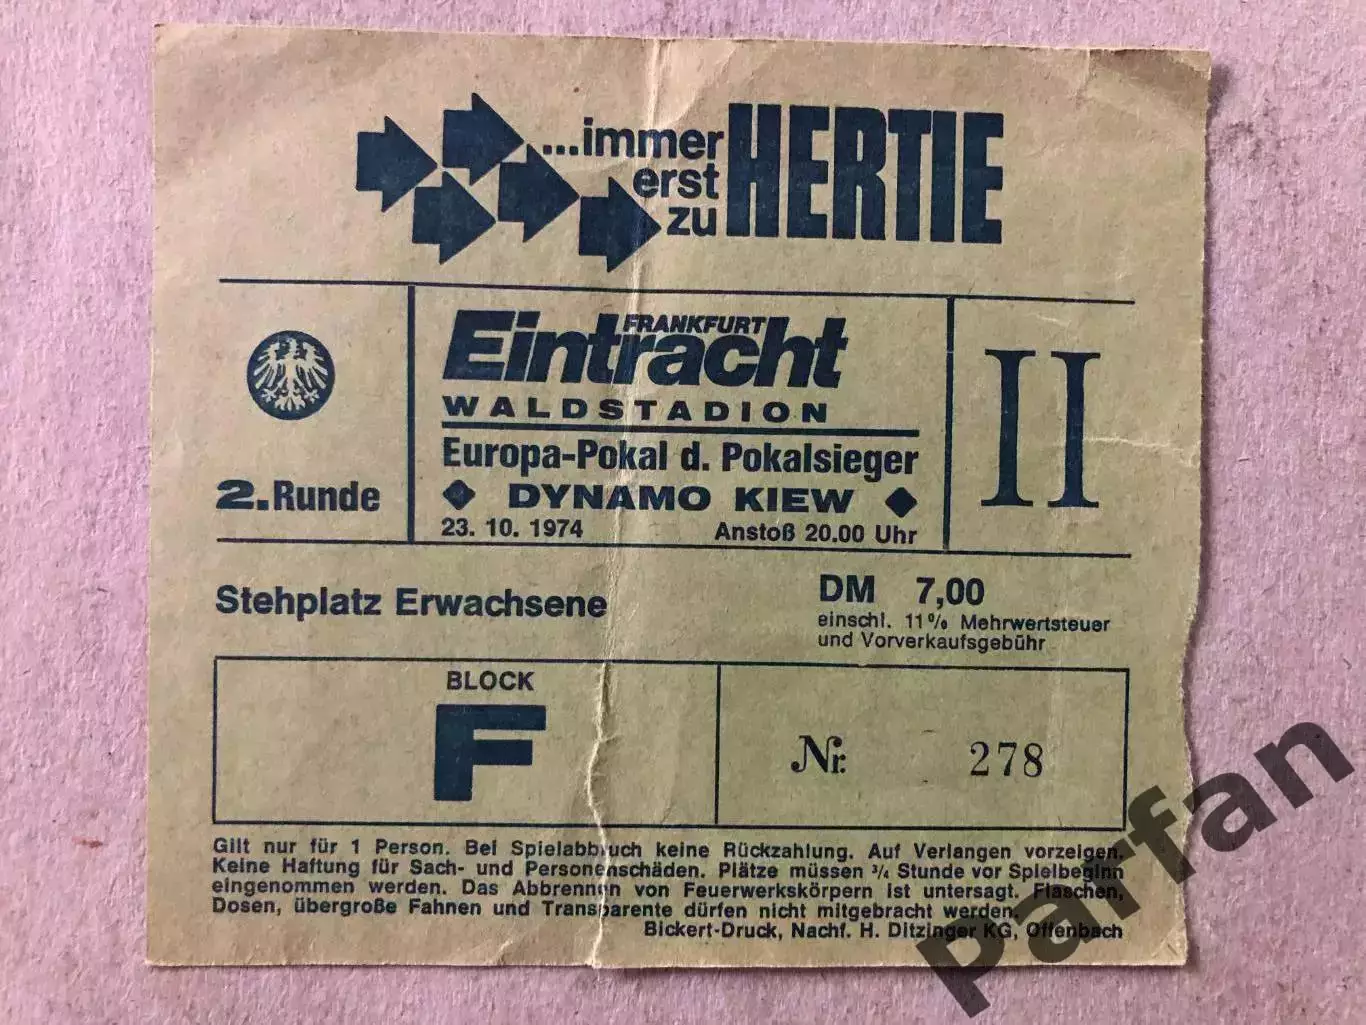 ...immer
erst
zu HERTIE
Eintracht
FRANKFURT
WALDSTADION
Europa-Pokal d. Pokalsieger
DYNAMO KIEW
23. 10. 1974 Anstoß 20.00 Uhr
2. Runde
II
Stehplatz Erwachsene
DM 7,00
einschl. 11% Mehrwertsteuer
und Vorverkaufsgebühr
BLOCK
F
Nr. 278
Gilt nur für 1 Person. Bei Spielabbruch keine Rückzahlung. Auf Verlangen vorzeigen.
Keine Haftung für Sach- und Personenschäden. Plätze müssen ¾ Stunde vor Spielbeginn
eingenommen werden. Das Abbrennen von Feuerwerkskörpern ist untersagt. Flaschen,
Dosen, übergroße Fahnen und Transparente dürfen nicht mitgebracht werden.
Bickert-Druck, Nachf. H. Ditzinger KG, Offenbach
parfan